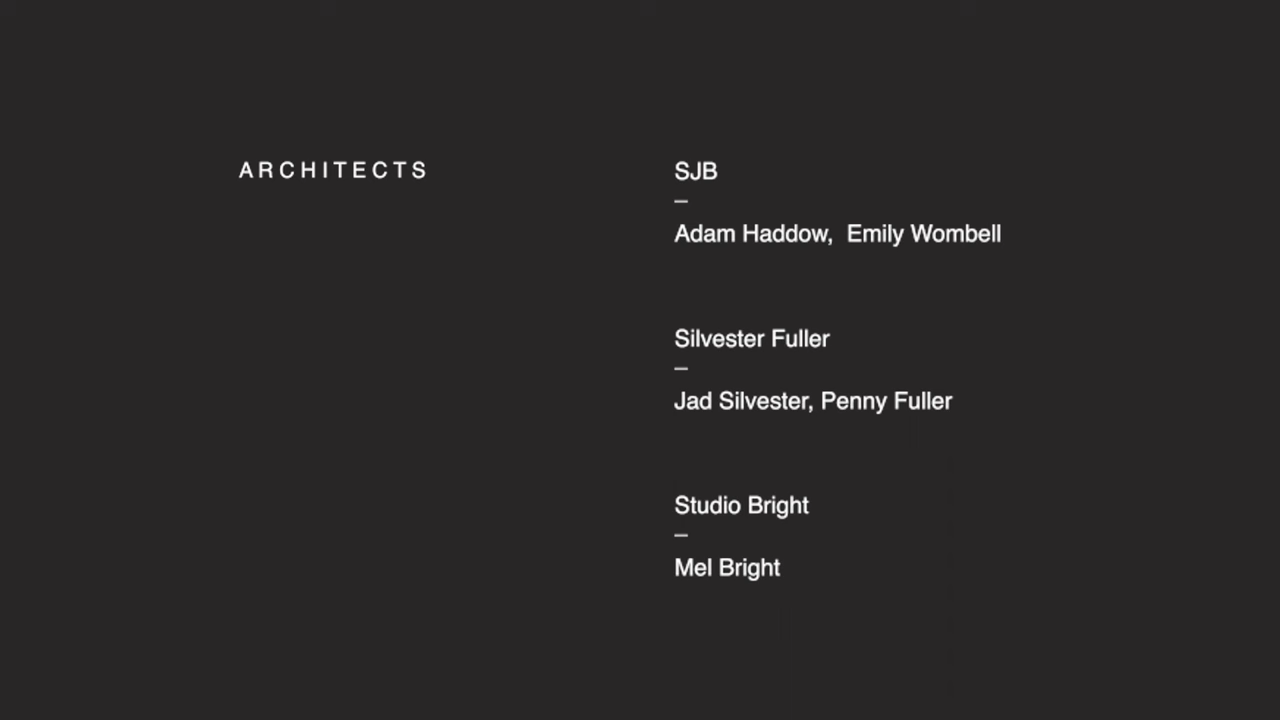 ARCHITECTS
SJB
–
Adam Haddow,  Emily Wombell
Silvester Fuller
–
Jad Silvester, Penny Fuller
Studio Bright
–
Mel Bright